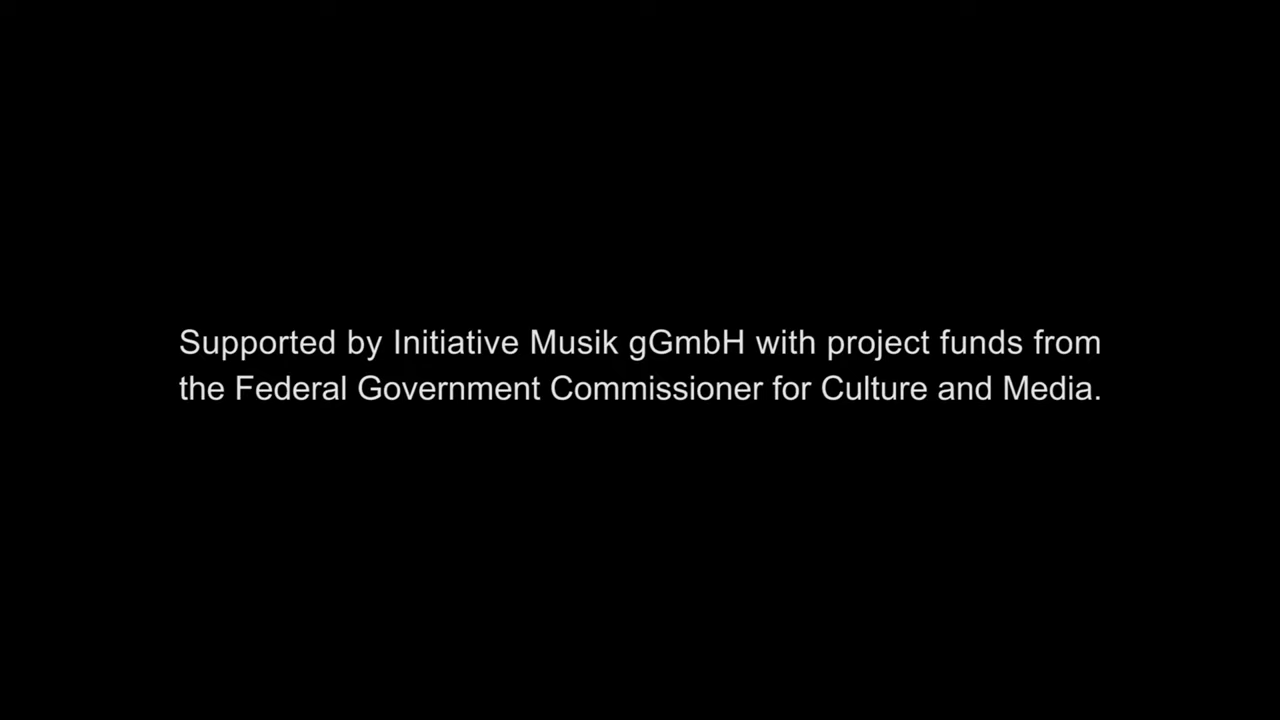 Supported by Initiative Musik gGmbH with project funds from
the Federal Government Commissioner for Culture and Media.